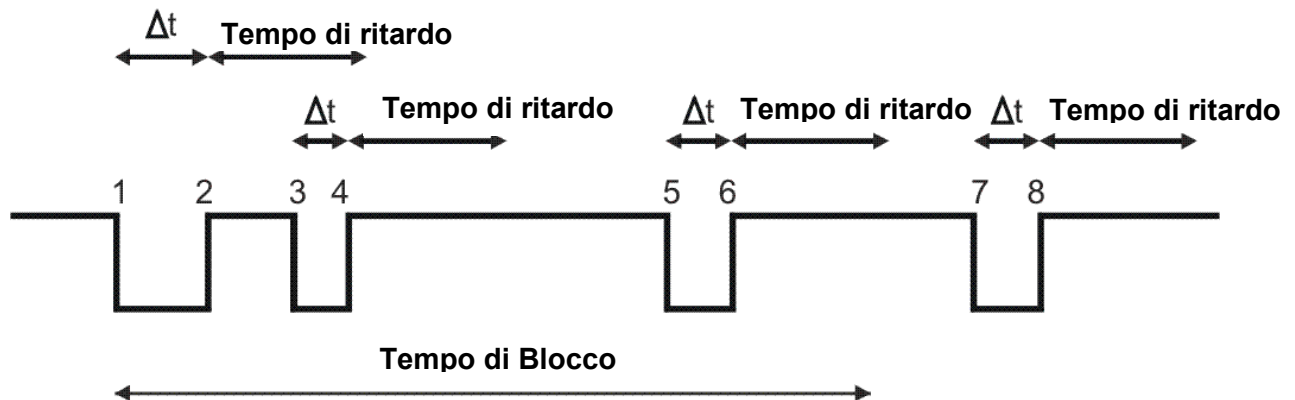 Δt Tempo di ritardo
Δt Tempo di ritardo Δt Tempo di ritardo Δt Tempo di ritardo
1 2 3 4 5 6 7 8
Tempo di Blocco